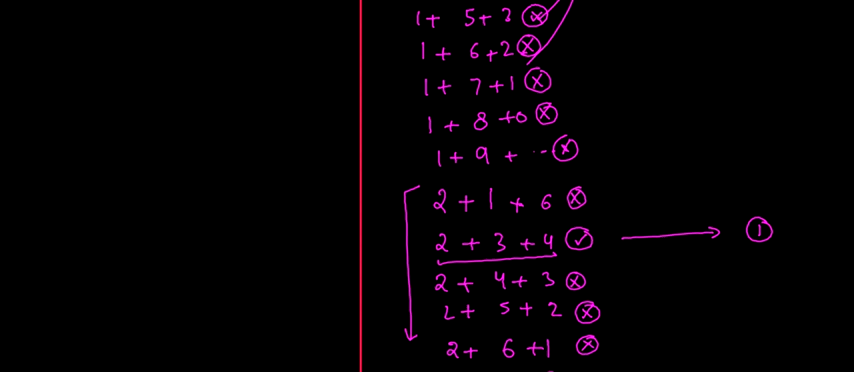 1 + 5 + 3 ⓧ
1 + 6 + 2 ⓧ
1 + 7 + 1 ⓧ
1 + 8 + 0 ⓧ
1 + 9 + -- ⓧ
2 + 1 + 6 ⓧ
2 + 3 + 4 ✓ → ①
2 + 4 + 3 ⓧ
2 + 5 + 2 ⓧ
2 + 6 + 1 ⓧ